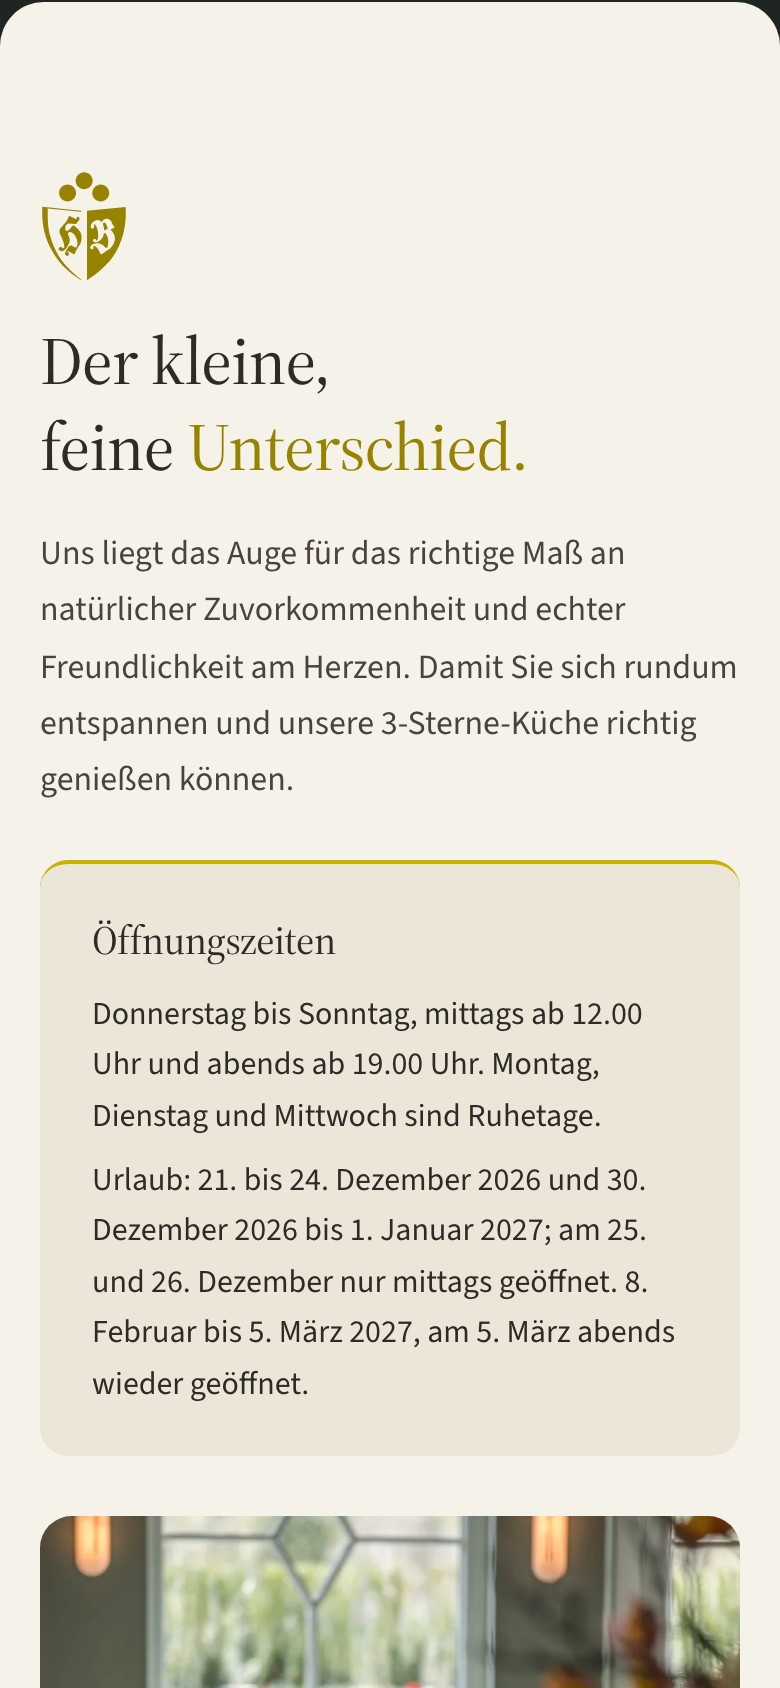 H B
Der kleine,
feine Unterschied.
Uns liegt das Auge für das richtige Maß an
natürlicher Zuvorkommenheit und echter
Freundlichkeit am Herzen. Damit Sie sich rundum
entspannen und unsere 3-Sterne-Küche richtig
genießen können.
Öffnungszeiten
Donnerstag bis Sonntag, mittags ab 12.00
Uhr und abends ab 19.00 Uhr. Montag,
Dienstag und Mittwoch sind Ruhetage.
Urlaub: 21. bis 24. Dezember 2026 und 30.
Dezember 2026 bis 1. Januar 2027; am 25.
und 26. Dezember nur mittags geöffnet. 8.
Februar bis 5. März 2027, am 5. März abends
wieder geöffnet.